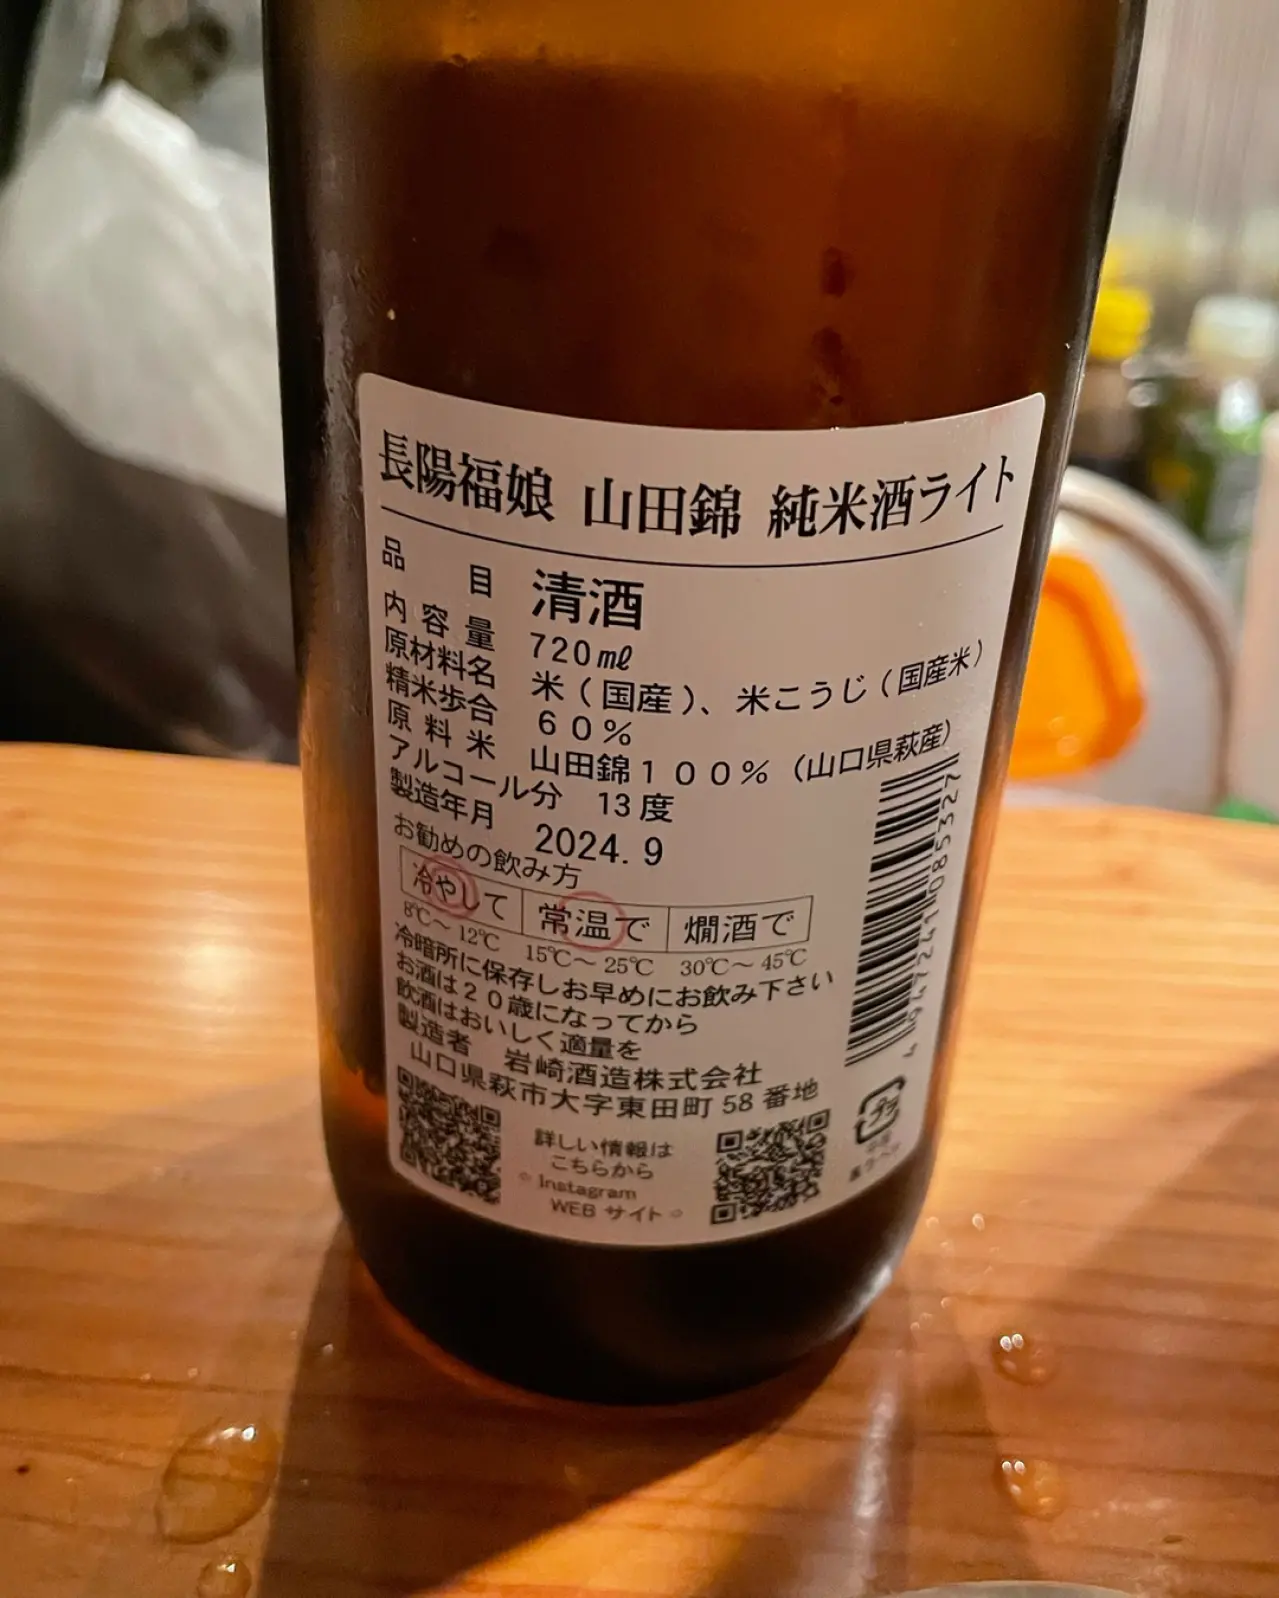 長陽福娘 山田錦 純米酒ライト
品目 清酒
内容量 720㎖
原材料名 米（国産）、米こうじ（国産米）
精米歩合 60％
原料米 山田錦100％（山口県萩産）
アルコール分 13度
製造年月 2024.9
お勧めの飲み方
冷やして 常温で 燗酒で
8℃〜12℃ 15℃〜25℃ 30℃〜45℃
冷暗所に保存しお早めにお飲み下さい
お酒は20歳になってから
飲酒はおいしく適量を
製造者 岩崎酒造株式会社
山口県萩市大字東田町58番地
詳しい情報は
こちらから
Instagram
WEB サイト
4 947241 085327
プラ